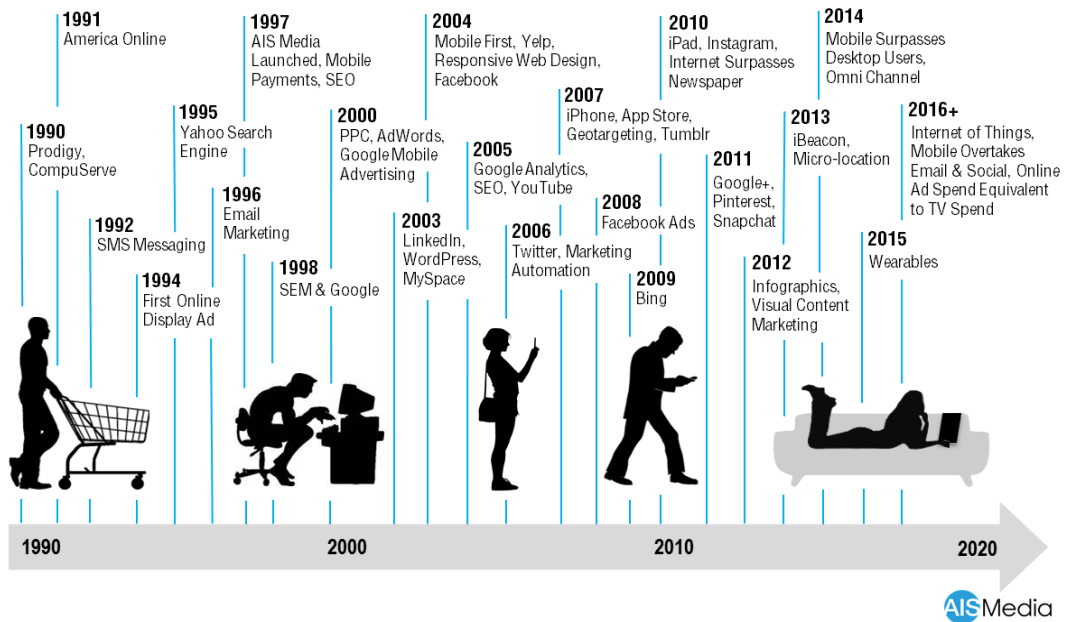 1990
Prodigy,
CompuServe
1991
America Online
1992
SMS Messaging
1994
First Online
Display Ad
1995
Yahoo Search
Engine
1996
Email
Marketing
1997
AIS Media
Launched, Mobile
Payments, SEO
1998
SEM & Google
2000
PPC, AdWords,
Google Mobile
Advertising
2003
LinkedIn,
WordPress,
MySpace
2004
Mobile First, Yelp,
Responsive Web Design,
Facebook
2005
Google Analytics,
SEO, YouTube
2006
Twitter, Marketing
Automation
2007
iPhone, App Store,
Geotargeting, Tumblr
2008
Facebook Ads
2009
Bing
2010
iPad, Instagram,
Internet Surpasses
Newspaper
2011
Google+,
Pinterest,
Snapchat
2012
Infographics,
Visual Content
Marketing
2013
iBeacon,
Micro-location
2014
Mobile Surpasses
Desktop Users,
Omni Channel
2015
Wearables
2016+
Internet of Things,
Mobile Overtakes
Email & Social, Online
Ad Spend Equivalent
to TV Spend
1990
2000
2010
2020
AISMedia